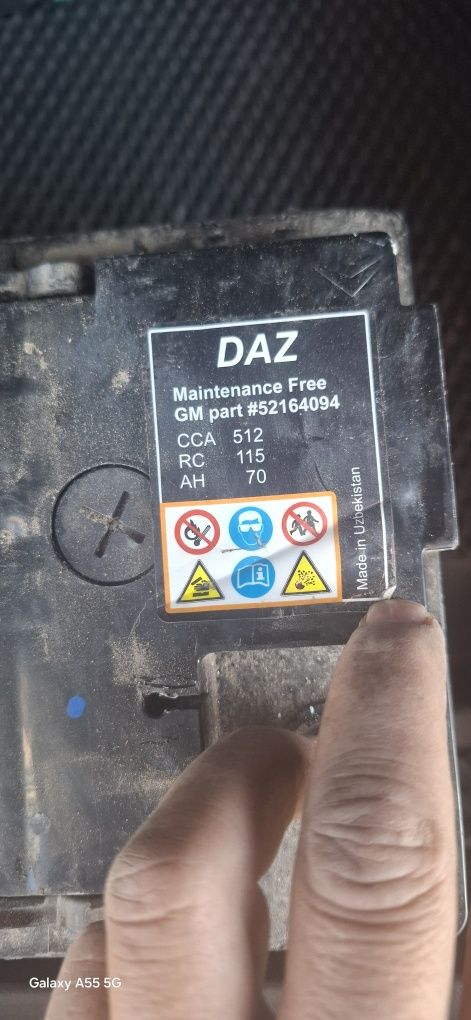 DAZ
Maintenance Free
GM part #52164094
CCA 512
RC 115
AH 70
Made in Uzbekistan
Galaxy A55 5G